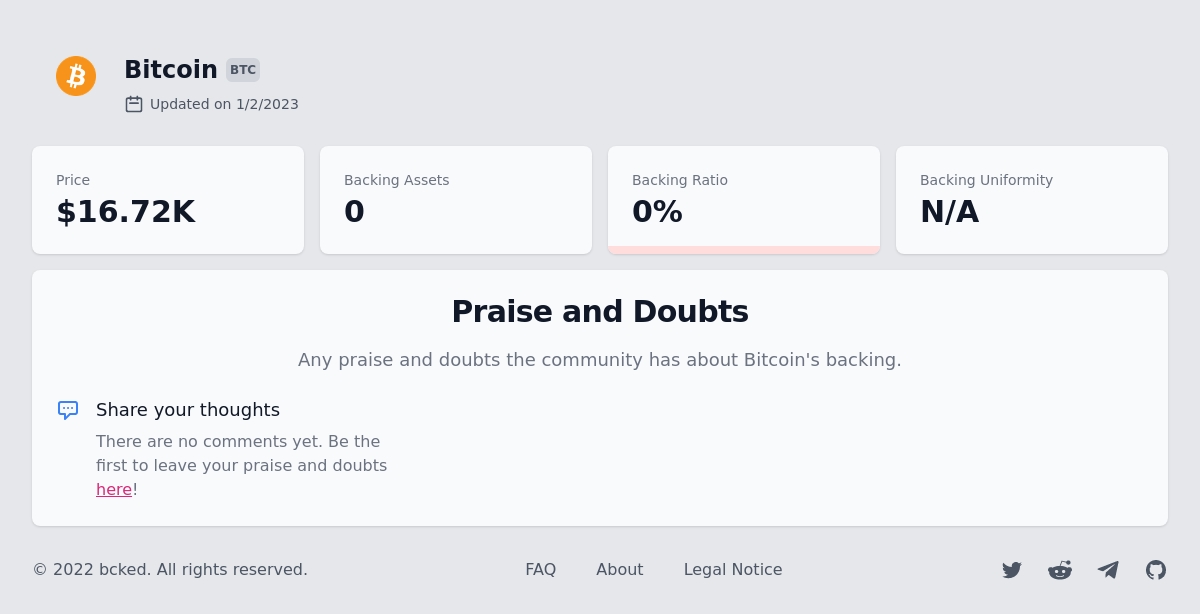 Bitcoin BTC
Updated on 1/2/2023
Price
$16.72K
Backing Assets
0
Backing Ratio
0%
Backing Uniformity
N/A
Praise and Doubts
Any praise and doubts the community has about Bitcoin's backing.
Share your thoughts
There are no comments yet. Be the
first to leave your praise and doubts
here!
© 2022 bcked. All rights reserved.
FAQ
About
Legal Notice